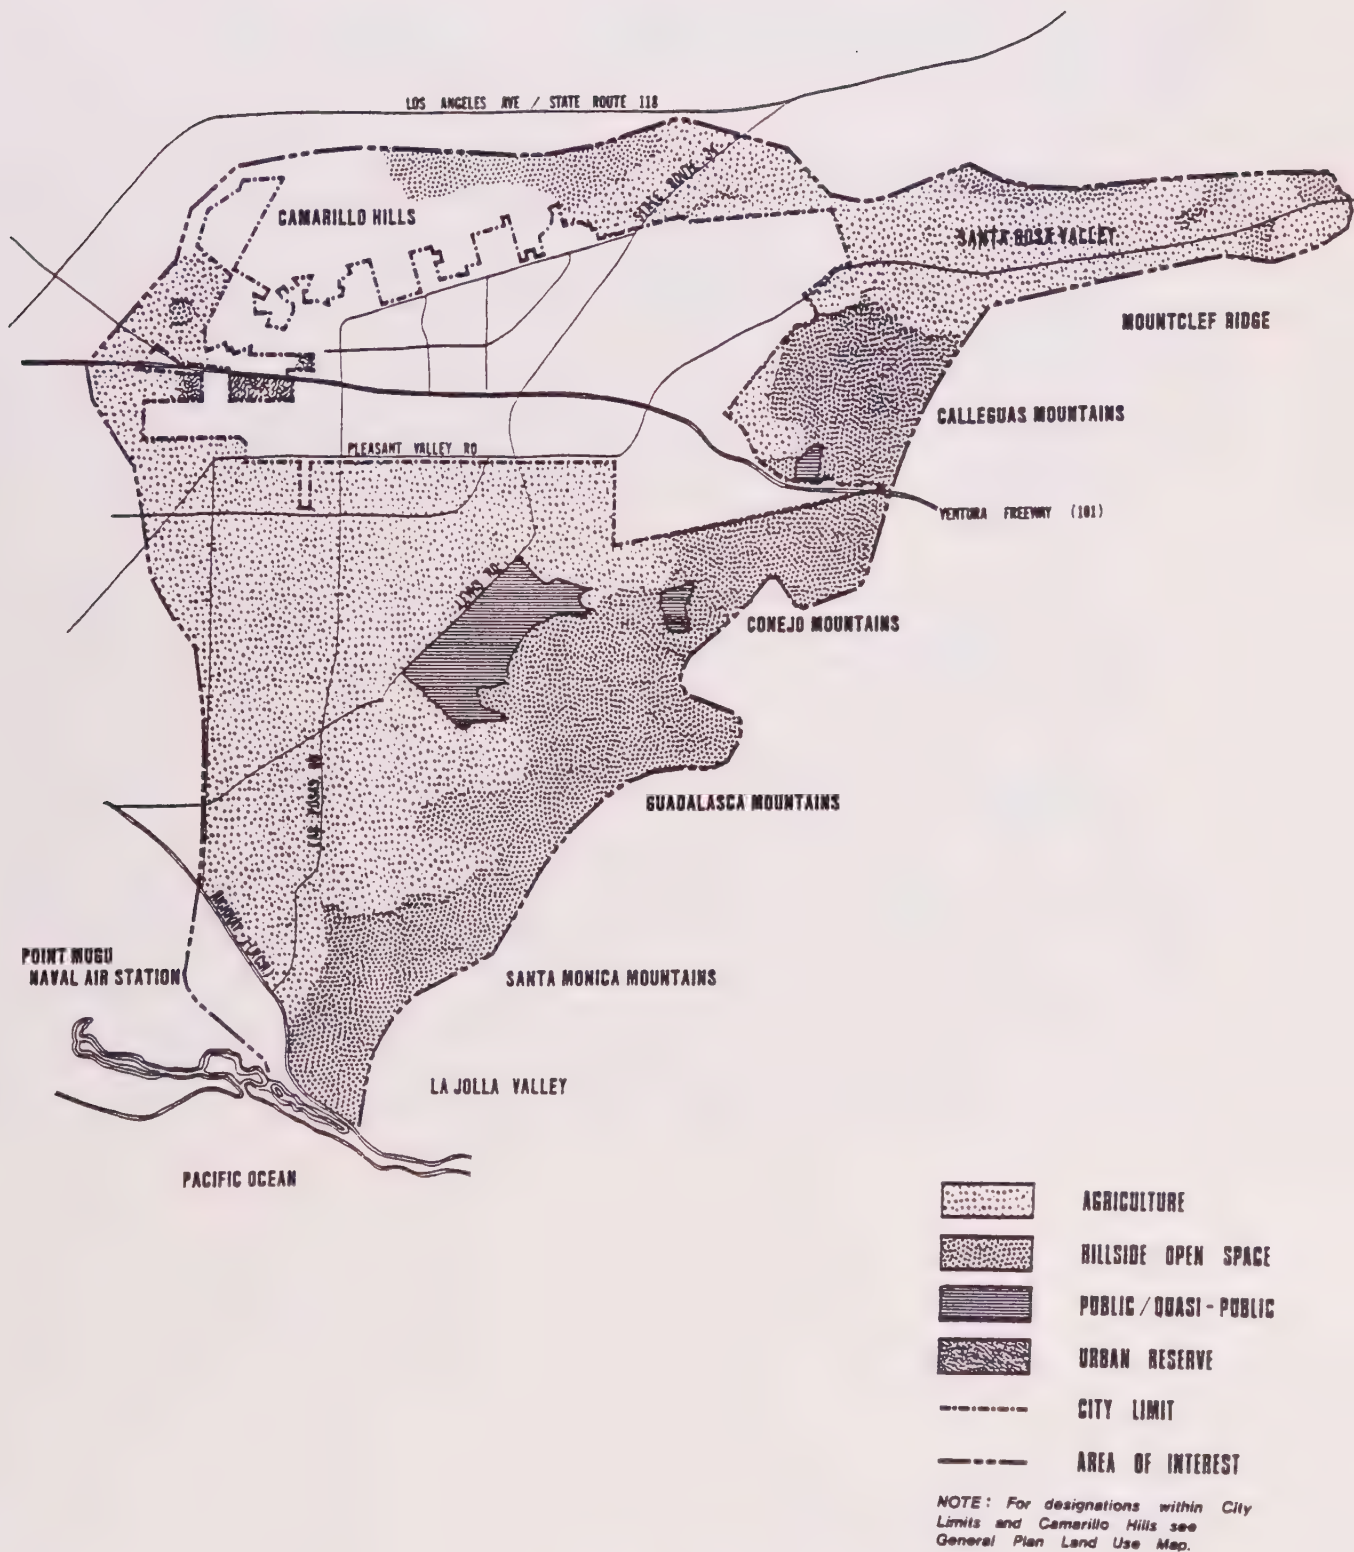 LOS ANGELES AVE / STATE ROUTE 118
STATE ROUTE 34
CAMARILLO HILLS
SANTA ROSA VALLEY
MOUNTCLEF RIDGE
CALLEGUAS MOUNTAINS
PLEASANT VALLEY RD
VENTURA FREEWAY (101)
LEWIS RD
CONEJO MOUNTAINS
LAS POSAS RD
GUADALASCA MOUNTAINS
POINT MUGU
NAVAL AIR STATION
SANTA MONICA MOUNTAINS
LA JOLLA VALLEY
PACIFIC OCEAN
AGRICULTURE
HILLSIDE OPEN SPACE
PUBLIC / QUASI - PUBLIC
URBAN RESERVE
CITY LIMIT
AREA OF INTEREST
NOTE : For designations within City
Limits and Camarillo Hills see
General Plan Land Use Map.